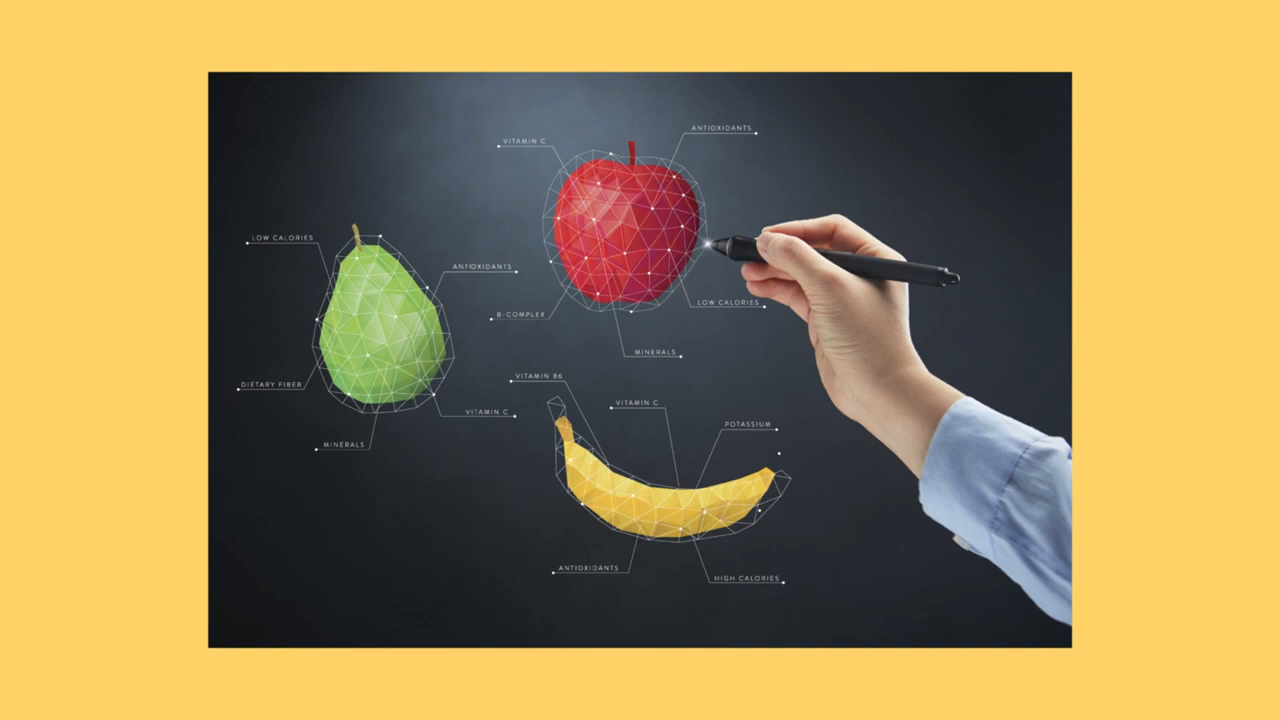 VITAMIN C
ANTIOXIDANTS
B-COMPLEX
LOW CALORIES
MINERALS
LOW CALORIES
ANTIOXIDANTS
DIETARY FIBER
VITAMIN C
MINERALS
VITAMIN B6
VITAMIN C
POTASSIUM
ANTIOXIDANTS
HIGH CALORIES